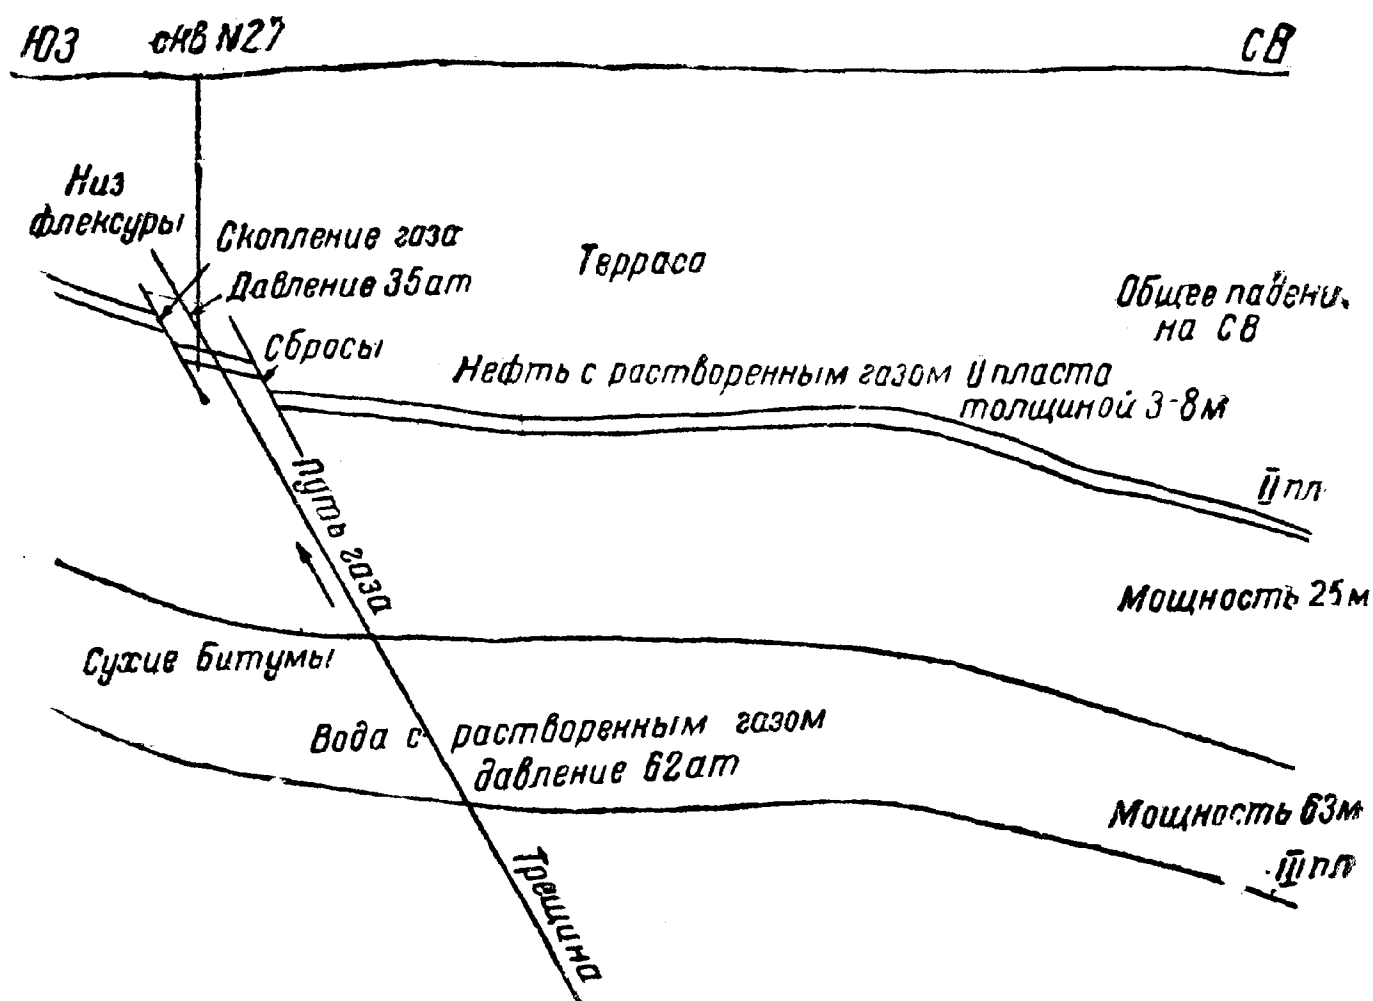 ЮЗ
скв N27
СВ
Низ
флексуры
Скопление газа
Давление 35ат
Терраса
Общее падени
на СВ
Сбросы
Нефть с растворенным газом II пласта
толщиной 3-8м
II пл
Путь газа
Мощность 25м
Сухие битумы
Вода с растворенным газом
давление 62ат
Мощность 63м
III пл
Трещина